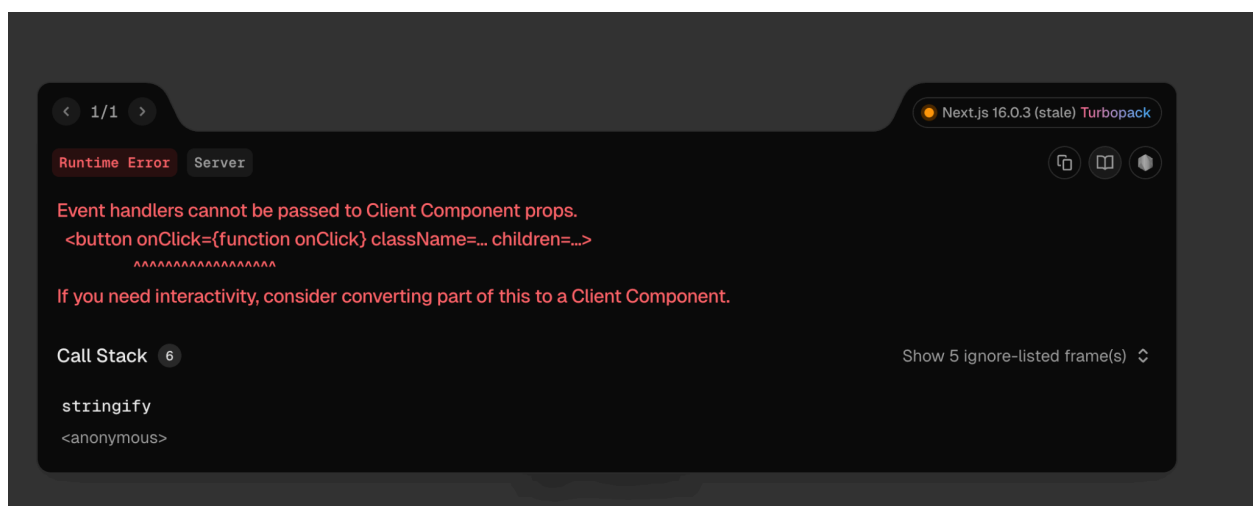 1/1
Next.js 16.0.3 (stale) Turbopack
Runtime Error Server
Event handlers cannot be passed to Client Component props.
<button onClick={function onClick} className=... children=...>
^^^^^^^^^^^^^^^^^^
If you need interactivity, consider converting part of this to a Client Component.
Call Stack 6
Show 5 ignore-listed frame(s)
stringify
<anonymous>